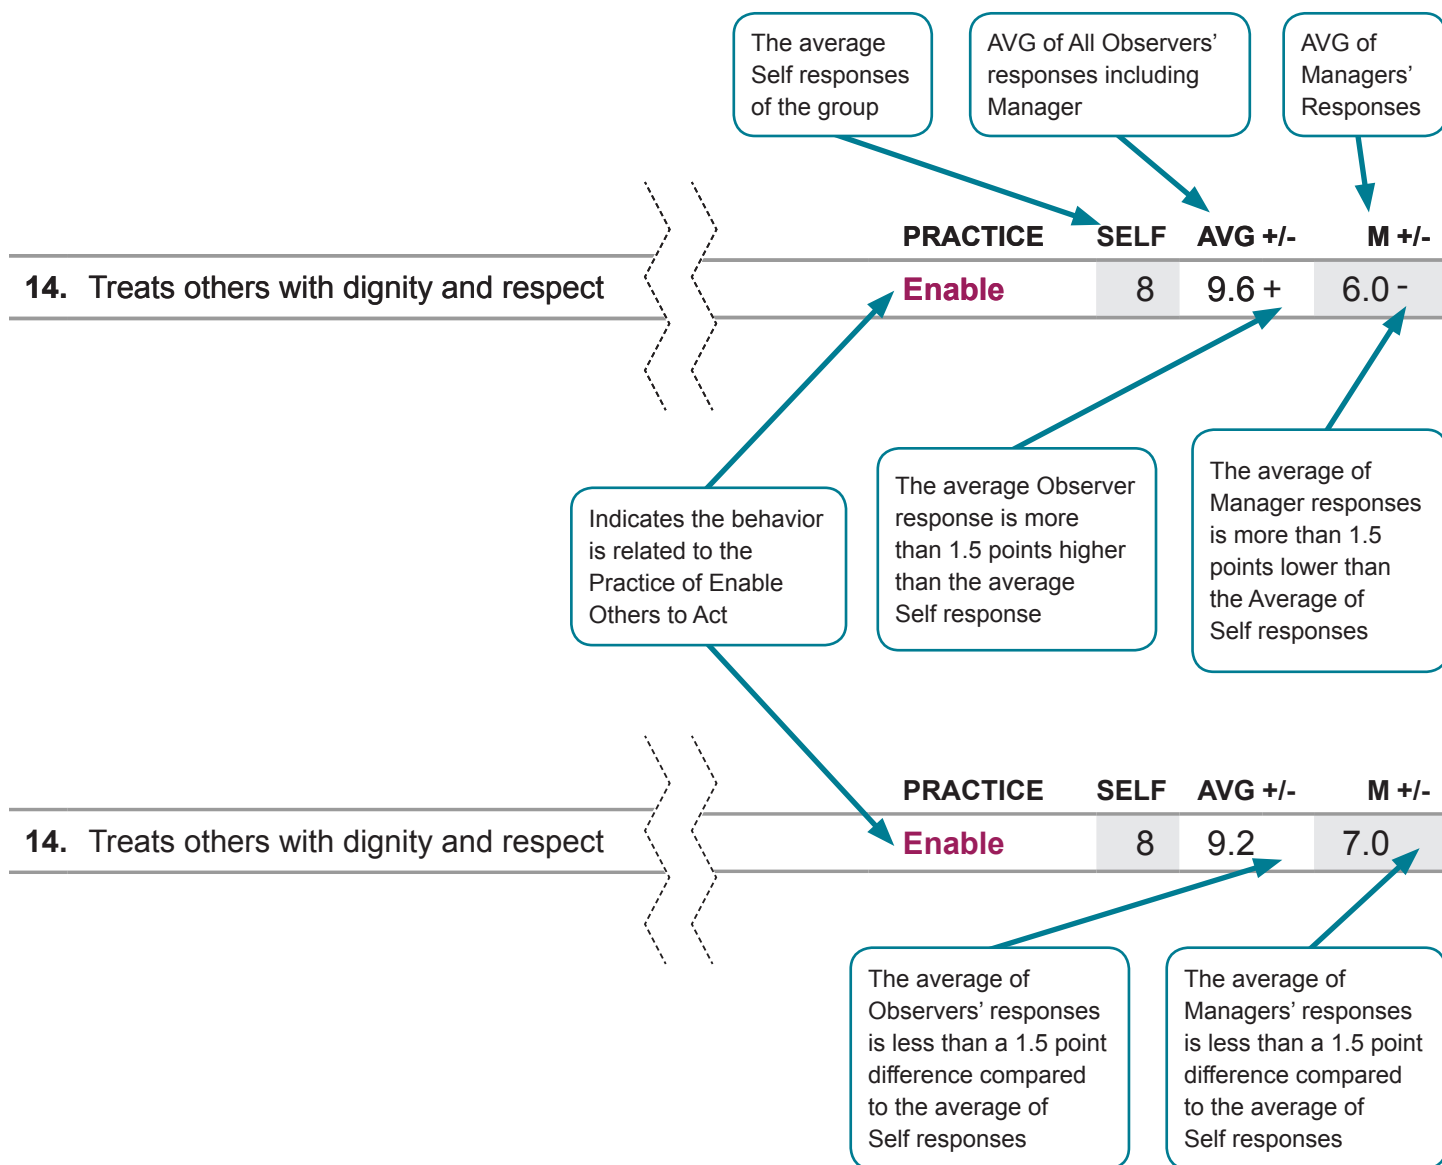 The average
Self responses
of the group
AVG of All Observers’
responses including
Manager
AVG of
Managers’
Responses
PRACTICE SELF AVG +/- M +/-
14. Treats others with dignity and respect Enable 8 9.6 + 6.0 -
Indicates the behavior
is related to the
Practice of Enable
Others to Act
The average Observer
response is more
than 1.5 points higher
than the average
Self response
The average of
Manager responses
is more than 1.5
points lower than
the Average of
Self responses
PRACTICE SELF AVG +/- M +/-
14. Treats others with dignity and respect Enable 8 9.2 7.0
The average of
Observers’ responses
is less than a 1.5 point
difference compared
to the average of
Self responses
The average of
Managers’ responses
is less than a 1.5 point
difference compared
to the average of
Self responses